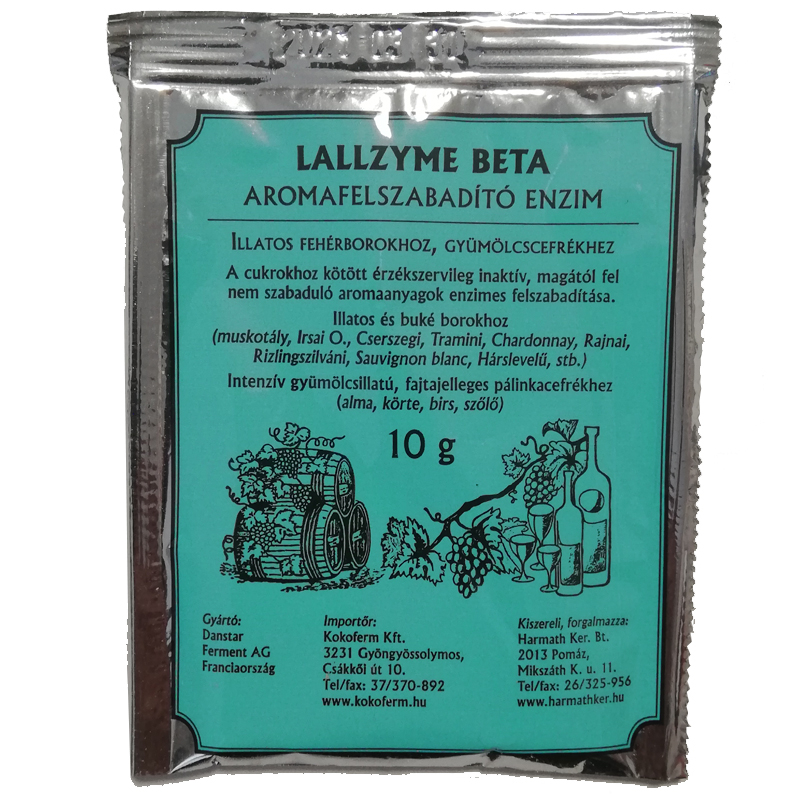 LALLZYME BETA
AROMAFELSZABADÍTÓ ENZIM
ILLATOS FEHÉRBOROKHOZ, GYÜMÖLCSCEFRÉKHEZ
A cukrokhoz kötött érzékszervileg inaktív, magától fel
nem szabaduló aromaanyagok enzimes felszabadítása.
Illatos és buké borokhoz
(muskotály, Irsai O., Cserszegi, Tramini, Chardonnay, Rajnai,
Rizlingszilváni, Sauvignon blanc, Hárslevelű, stb.)
Intenzív gyümölcsillatú, fajtajelleges pálinkacefrékhez
(alma, körte, birs, szőlő)
10 g
Gyártó:
Danstar
Ferment AG
Franciaország
Importőr:
Kokoferm Kft.
3231 Gyöngyössolymos,
Csákkői út 10.
Tel/fax: 37/370-892
www.kokoferm.hu
Kiszereli, forgalmazza:
Harmath Ker. Bt.
2013 Pomáz,
Mikszáth K. u. 11.
Tel/fax: 26/325-956
www.harmathker.hu